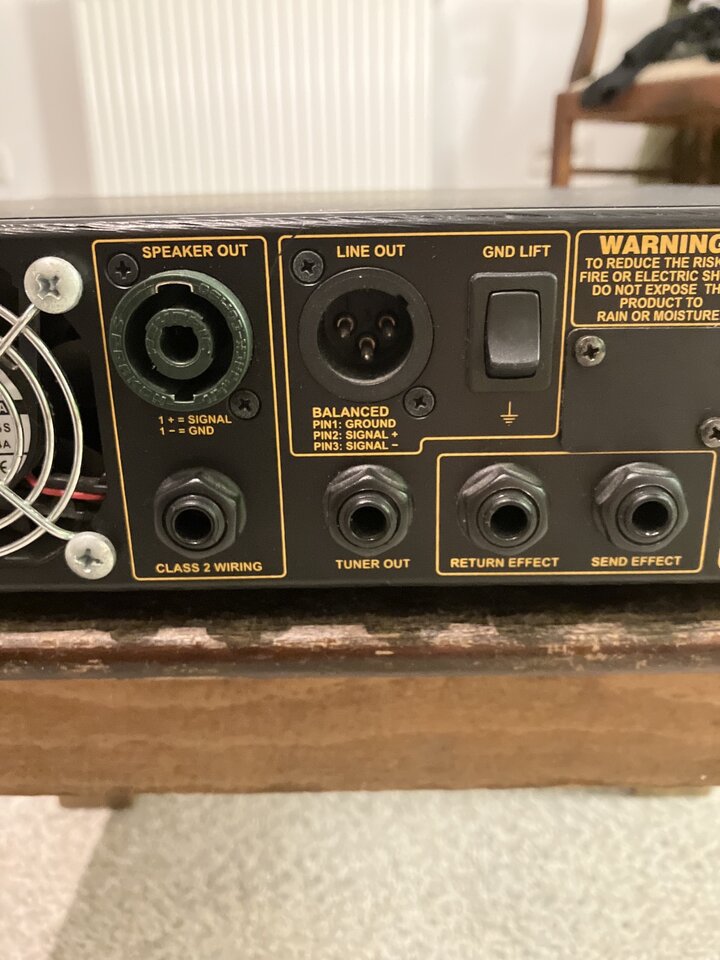 SPEAKER OUT
1 + = SIGNAL
1 - = GND
CLASS 2 WIRING
LINE OUT
GND LIFT
BALANCED
PIN1: GROUND
PIN2: SIGNAL +
PIN3: SIGNAL -
TUNER OUT
RETURN EFFECT
SEND EFFECT
WARNING
TO REDUCE THE RISK
FIRE OR ELECTRIC SH
DO NOT EXPOSE TH
PRODUCT TO
RAIN OR MOISTURE